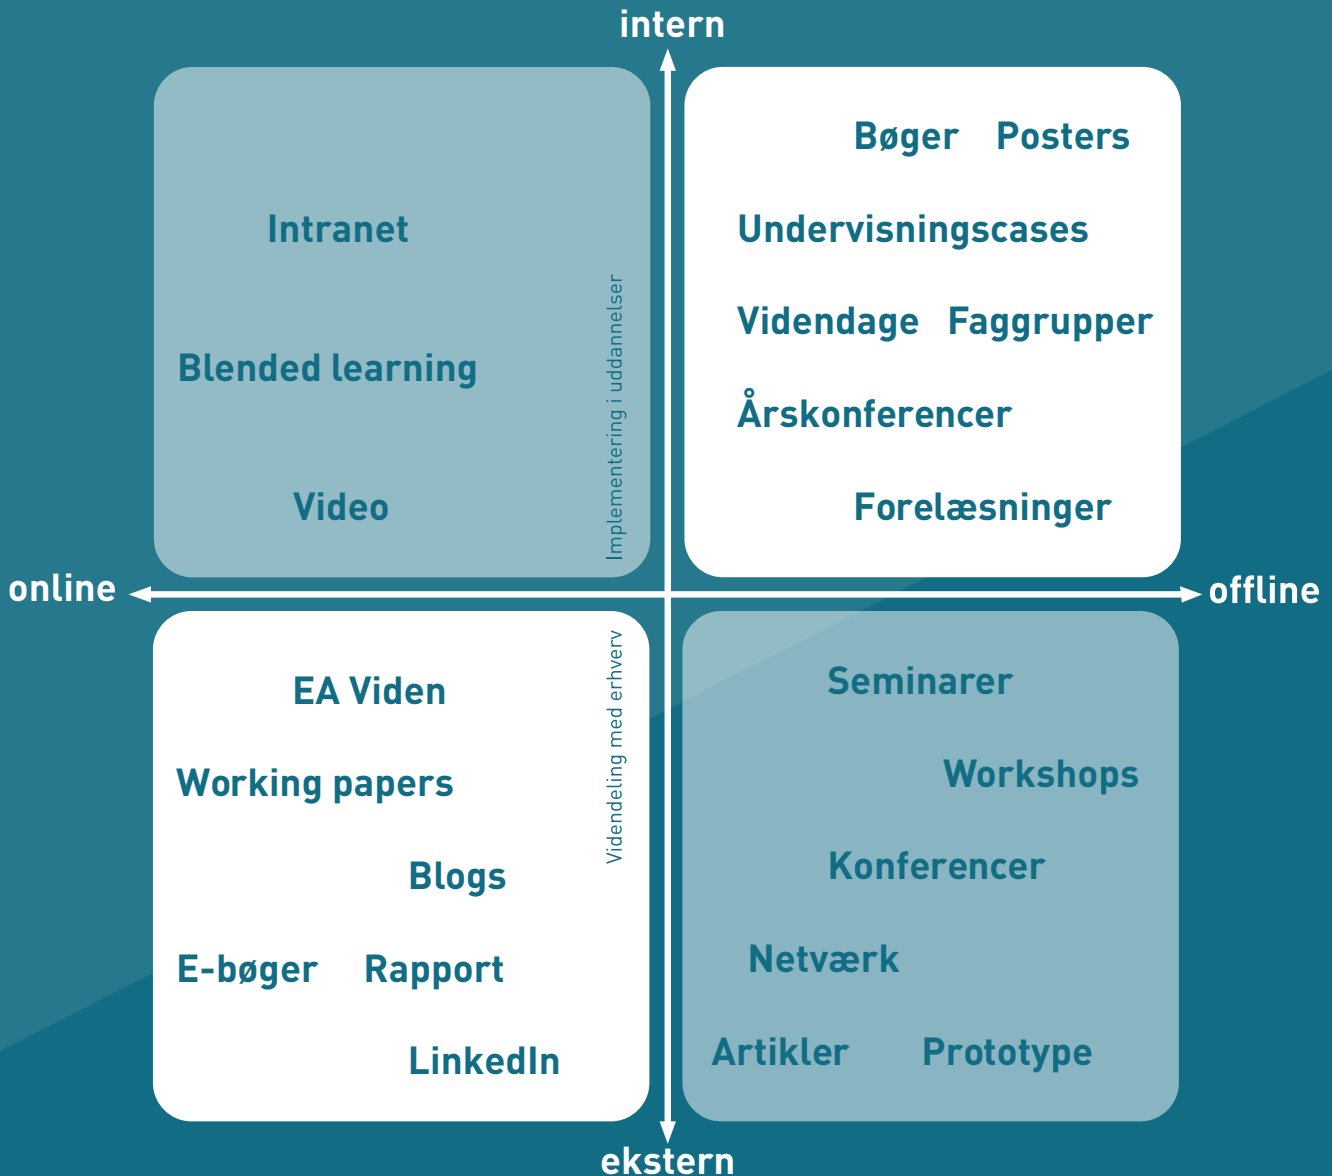 intern
Intranet
Blended learning
Video
Implementering i uddannelser
Bøger Posters
Undervisningscases
Videndage Faggrupper
Årskonferencer
Forelæsninger
online
offline
EA Viden
Working papers
Blogs
E-bøger Rapport
LinkedIn
Videndeling med erhverv
Seminarer
Workshops
Konferencer
Netværk
Artikler Prototype
ekstern